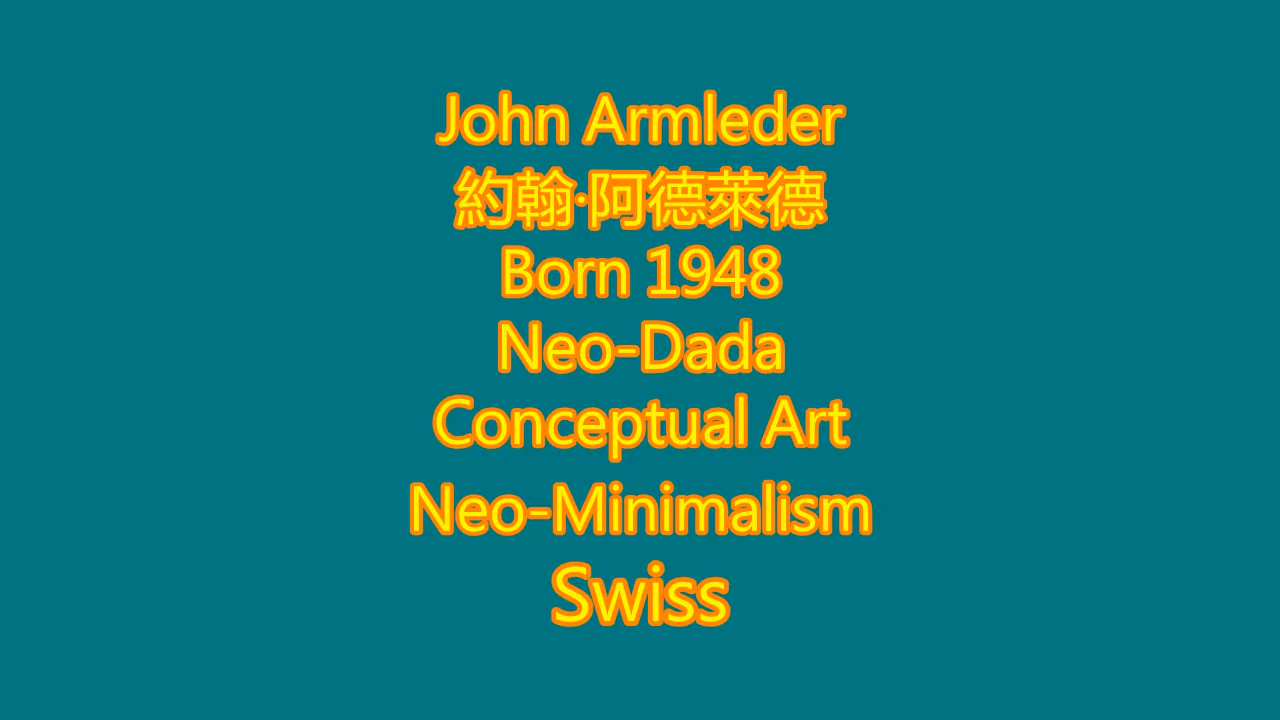 John Armleder
約翰·阿德萊德
Born 1948
Neo-Dada
Conceptual Art
Neo-Minimalism
Swiss